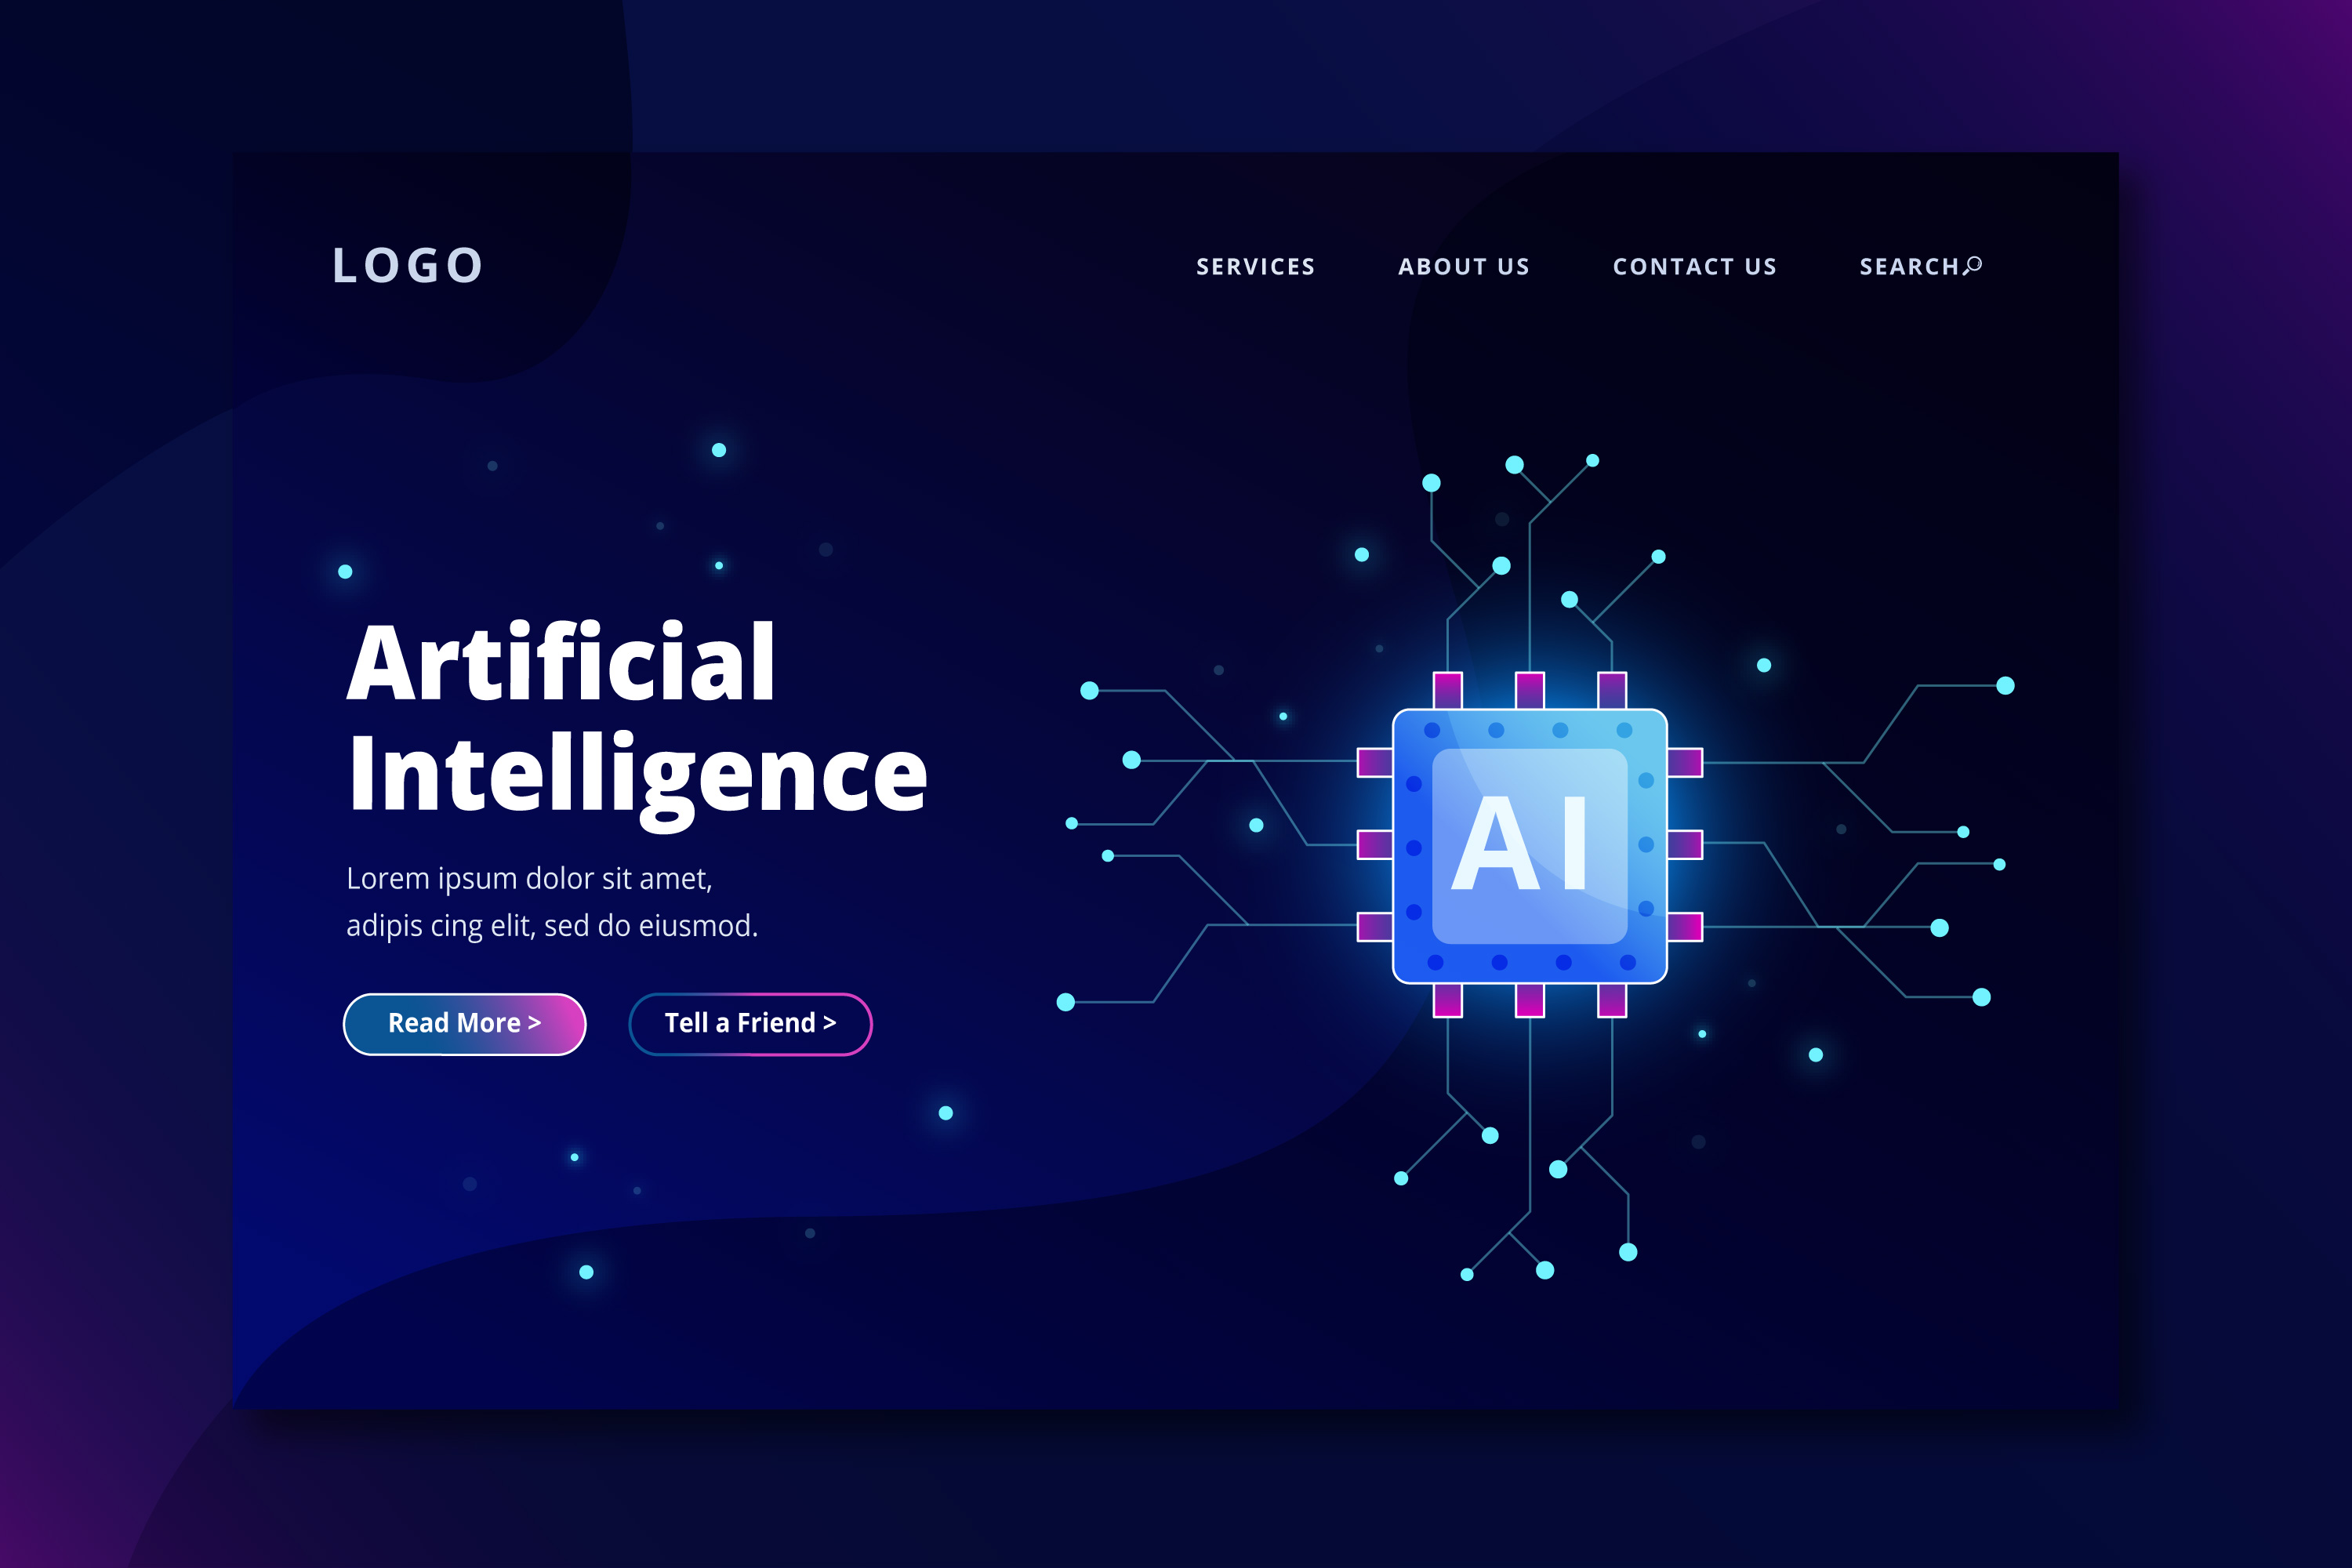 LOGO
SERVICES ABOUT US CONTACT US SEARCH
Artificial
Intelligence
Lorem ipsum dolor sit amet,
adipis cing elit, sed do eiusmod.
Read More > Tell a Friend >
AI